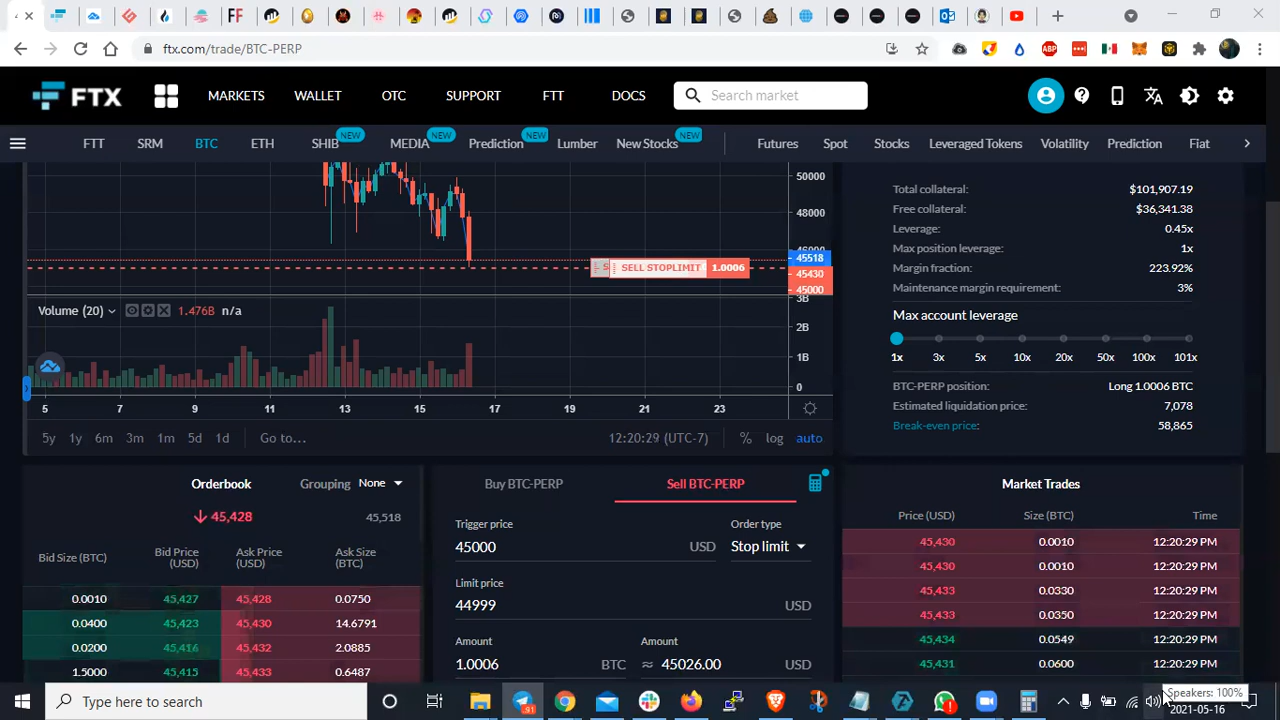 ftx.com/trade/BTC-PERP
ABP
FTX
MARKETS WALLET OTC SUPPORT FTT DOCS
Search market
FTT SRM BTC ETH SHIB NEW MEDIA NEW Prediction NEW Lumber New Stocks NEW Futures Spot Stocks Leveraged Tokens Volatility Prediction Fiat
50000
48000
46000
45518
45430
45000
SELL STOPLIMIT 1.0006
Volume (20) 1.476B n/a
3B
2B
1B
0
5 7 9 11 13 15 17 19 21 23
5y 1y 6m 3m 1m 5d 1d Go to... 12:20:29 (UTC-7) % log auto
Total collateral: $101,907.19
Free collateral: $36,341.38
Leverage: 0.45x
Max position leverage: 1x
Margin fraction: 223.92%
Maintenance margin requirement: 3%
Max account leverage
1x 3x 5x 10x 20x 50x 100x 101x
BTC-PERP position: Long 1.0006 BTC
Estimated liquidation price: 7,078
Break-even price: 58,865
Orderbook Grouping None
45,428 45,518
Bid Size (BTC) Bid Price (USD) Ask Price (USD) Ask Size (BTC)
0.0010 45,427 45,428 0.0750
0.0400 45,423 45,430 14.6791
0.0200 45,416 45,432 2.0885
1.5000 45,415 45,433 0.6487
Buy BTC-PERP Sell BTC-PERP
Trigger price Order type
45000 USD Stop limit
Limit price
44999 USD
Amount Amount
1.0006 BTC ≈ 45026.00 USD
Market Trades
Price (USD) Size (BTC) Time
45,430 0.0010 12:20:29 PM
45,430 0.0010 12:20:29 PM
45,433 0.0330 12:20:29 PM
45,433 0.0350 12:20:29 PM
45,434 0.0549 12:20:29 PM
45,431 0.0600 12:20:29 PM
Speakers: 100%
Type here to search
91
2021-05-16